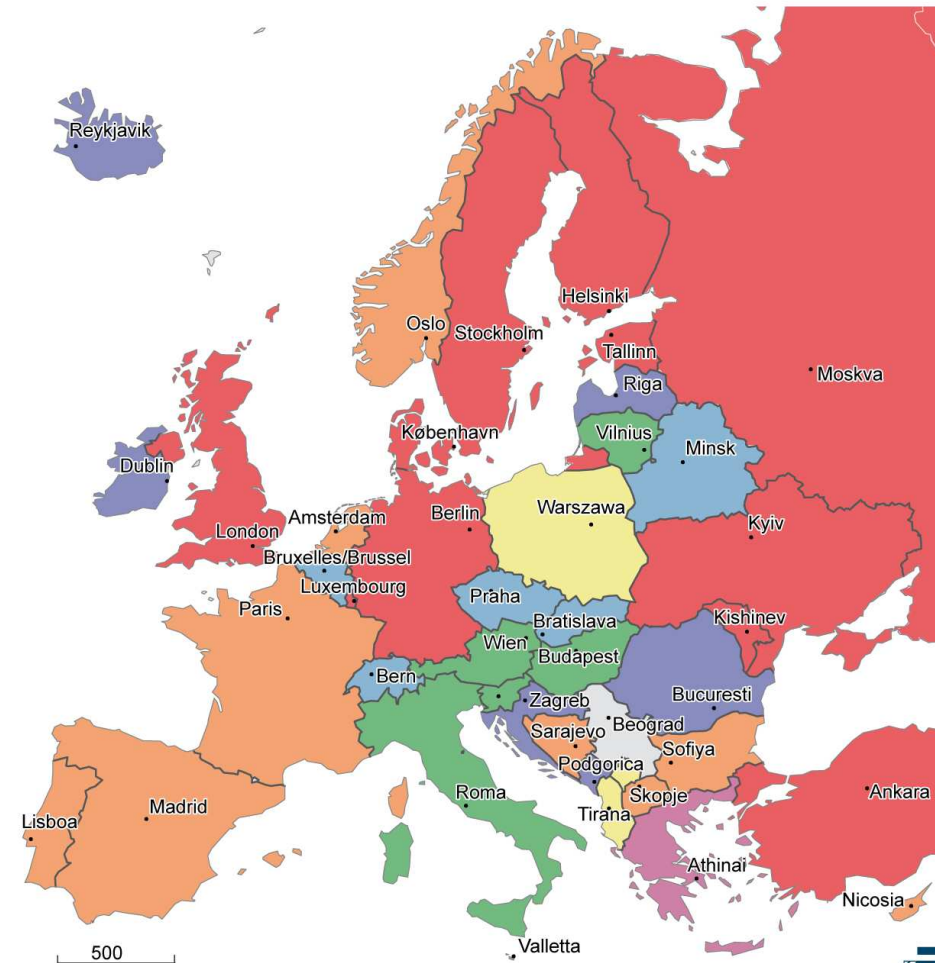 Reykjavik
Helsinki
Oslo
Stockholm
Tallinn
Moskva
Riga
København
Vilnius
Minsk
Dublin
Amsterdam
Berlin
Warszawa
London
Kyiv
Bruxelles/Brussel
Luxembourg
Praha
Paris
Kishinev
Bratislava
Wien
Budapest
Bern
Zagreb
Bucuresti
Beograd
Sarajevo
Sofiya
Podgorica
Roma
Skopje
Ankara
Madrid
Tirana
Lisboa
Athinai
Nicosia
Valletta
500